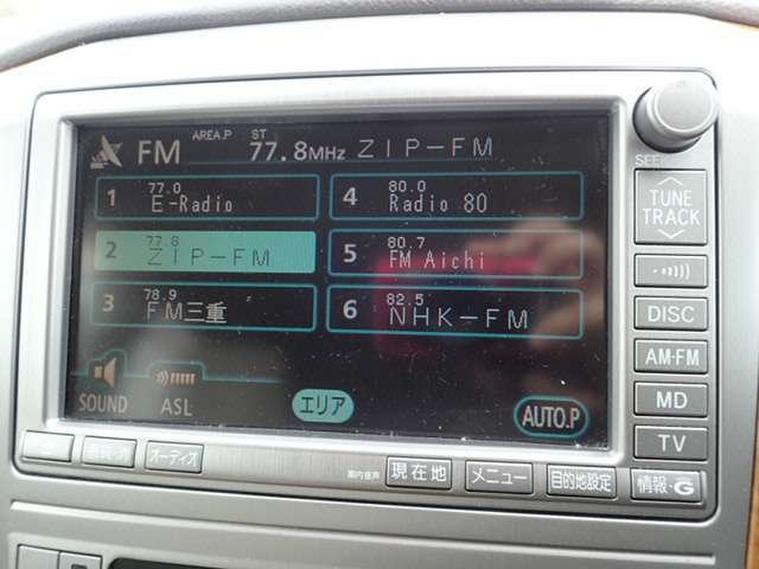 FM AREA.P ST 77.8MHz ZIP-FM
1 77.0 E-Radio
2 77.8 ZIP-FM
3 78.9 FM三重
4 80.0 Radio 80
5 80.7 FM Aichi
6 82.5 NHK-FM
SOUND
ASL
エリア
AUTO.P
SEEK
TUNE
TRACK
DISC
AM•FM
MD
TV
オーディオ
現在地
メニュー
目的地設定
情報•G